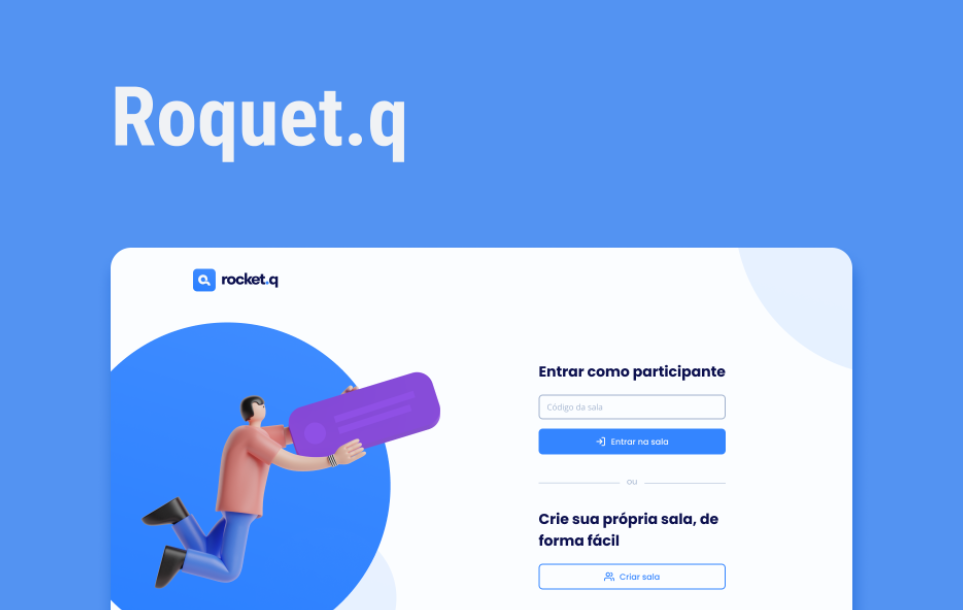 Roquet.q
rocket.q
Entrar como participante
Código da sala
Entrar na sala
ou
Crie sua própria sala, de
forma fácil
Criar sala